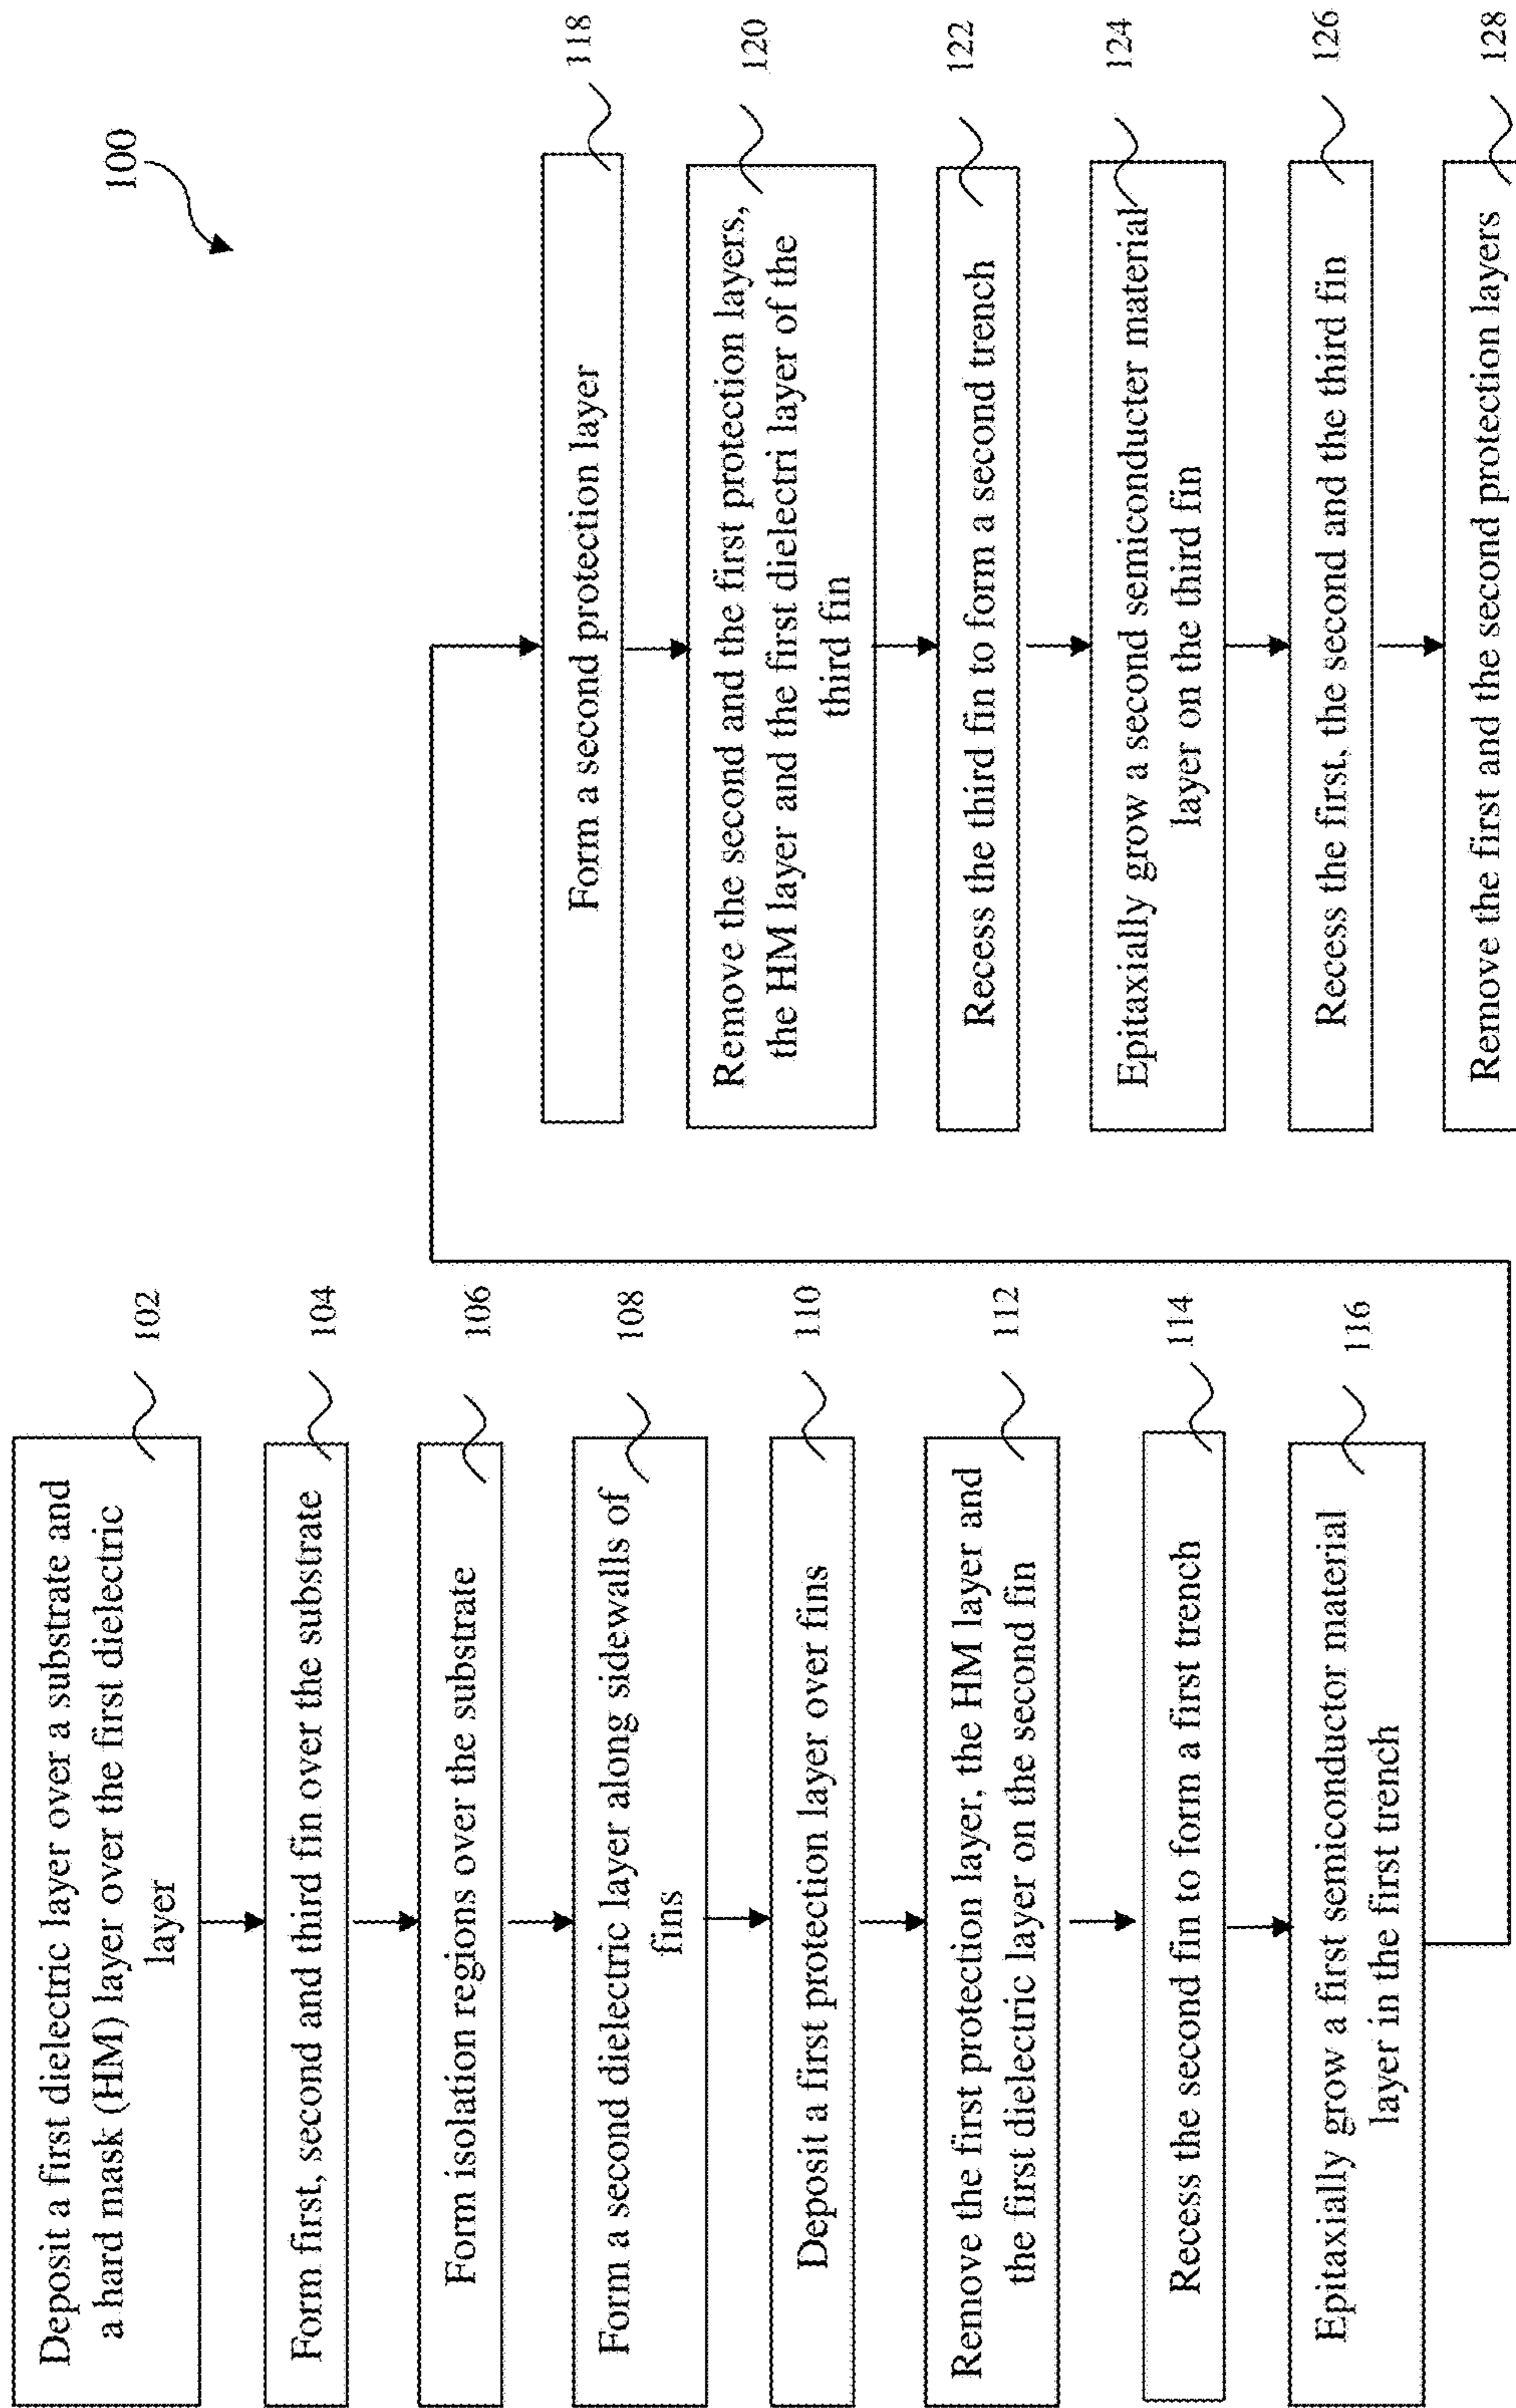 100
Deposit a first dielectric layer over a substrate and
a hard mask (HM) layer over the first dielectric
layer
102
Form first, second and third fin over the substrate
104
Form isolation regions over the substrate
106
Form a second dielectric layer along sidewalls of
fins
108
Deposit a first protection layer over fins
110
Remove the first protection layer, the HM layer and
the first dielectric layer on the second fin
112
Recess the second fin to form a first trench
114
Epitaxially grow a first semiconductor material
layer in the first trench
116
Form a second protection layer
118
Remove the second and the first protection layers,
the HM layer and the first dielectri layer of the
third fin
120
Recess the third fin to form a second trench
122
Epitaxially grow a second semiconducter material
layer on the third fin
124
Recess the first, the second and the third fin
126
Remove the first and the second protection layers
128